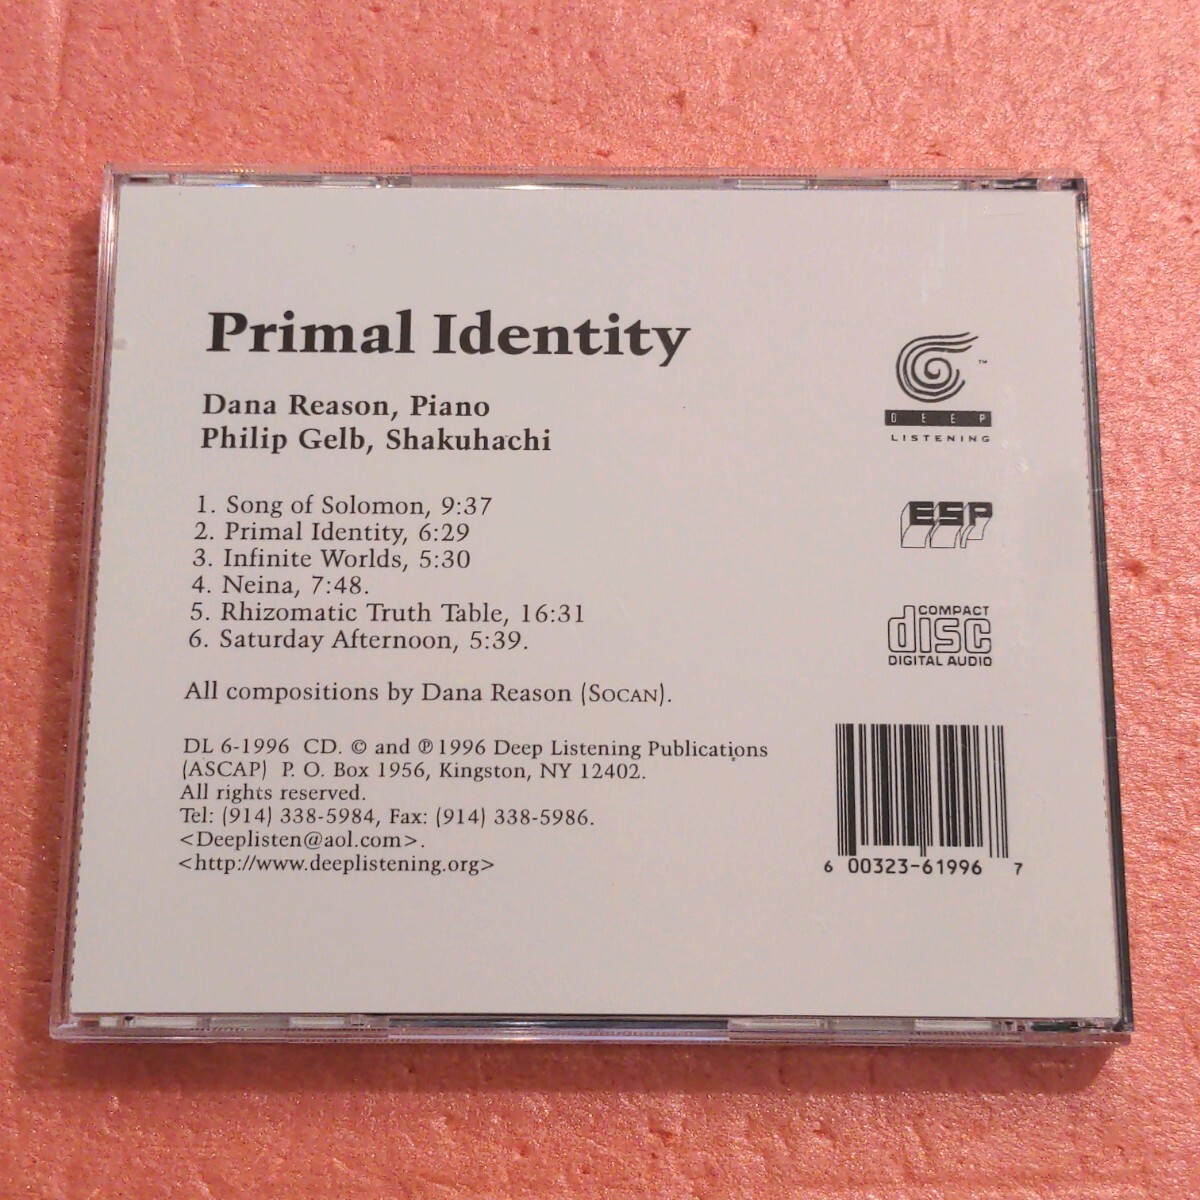 Primal Identity
Dana Reason, Piano
Philip Gelb, Shakuhachi
1. Song of Solomon, 9:37
2. Primal Identity, 6:29
3. Infinite Worlds, 5:30
4. Neina, 7:48.
5. Rhizomatic Truth Table, 16:31
6. Saturday Afternoon, 5:39.
All compositions by Dana Reason (SOCAN).
DL 6-1996 CD. © and ℗1996 Deep Listening Publications
(ASCAP) P. O. Box 1956, Kingston, NY 12402.
All rights reserved.
Tel: (914) 338-5984, Fax: (914) 338-5986.
<Deeplisten@aol.com>.
<http://www.deeplistening.org>
™
DEEP
LISTENING
ESP
COMPACT
disc
DIGITAL AUDIO
6 00323-61996 7